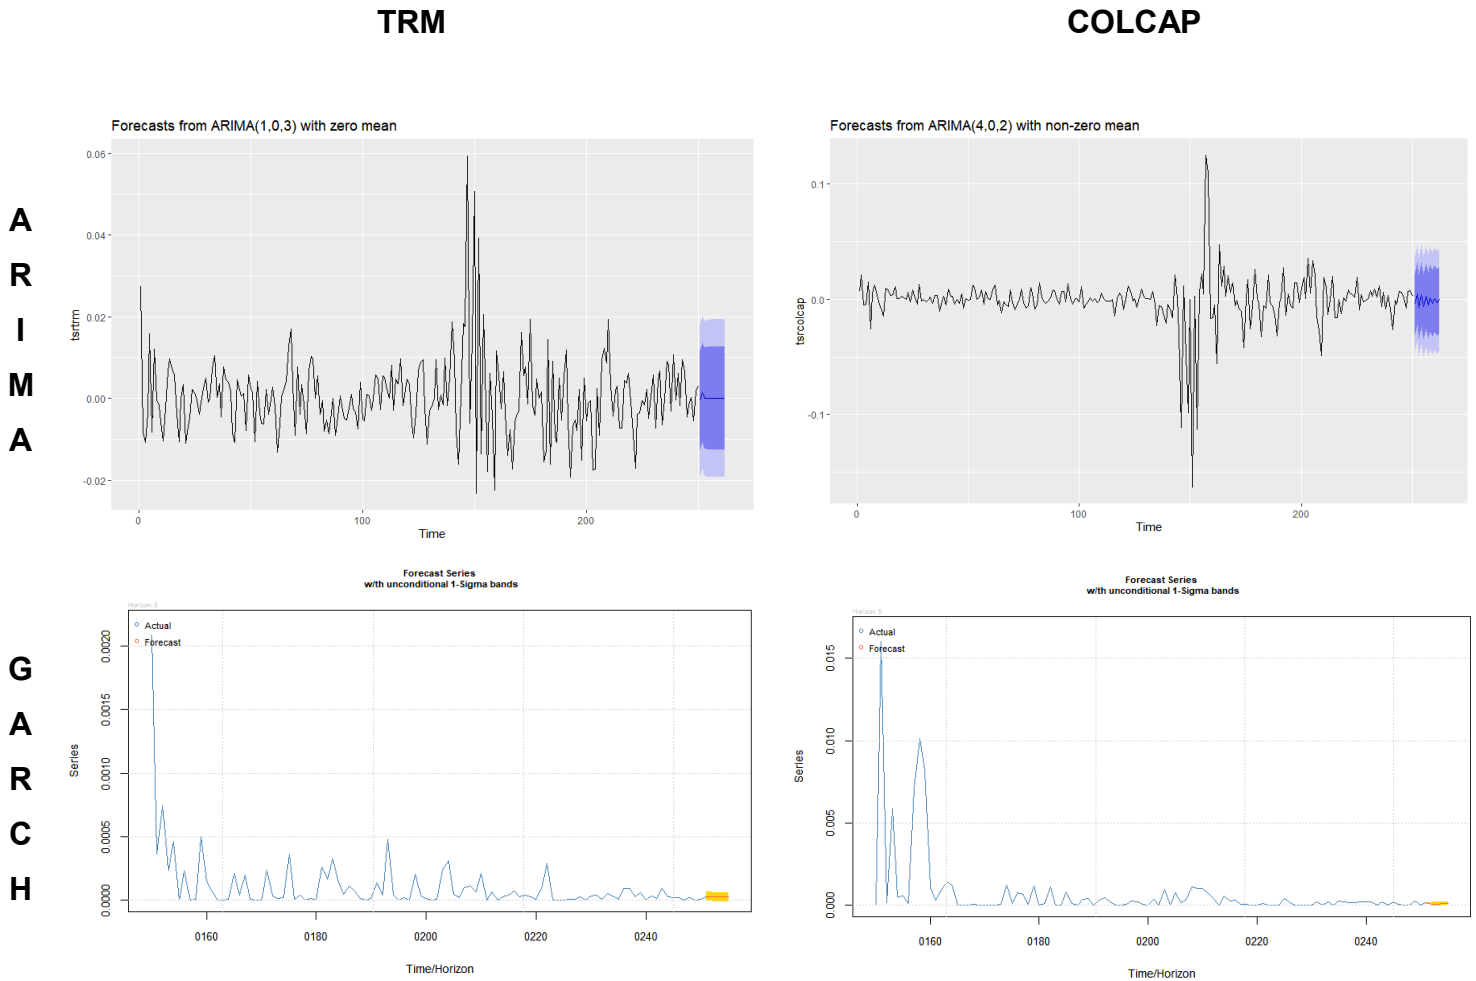 TRM
COLCAP
A
R
I
M
A
Forecasts from ARIMA(1,0,3) with zero mean
0.06
0.04
0.02
0.00
-0.02
tsrtrm
0
100
200
Time
Forecasts from ARIMA(4,0,2) with non-zero mean
0.1
0.0
-0.1
tsrcolcap
0
100
200
Time
G
A
R
C
H
Forecast Series
w/th unconditional 1-Sigma bands
Horizon: 5
Actual
Forecast
0.0020
0.0015
0.0010
0.0005
0.0000
Series
0160
0180
0200
0220
0240
Time/Horizon
Forecast Series
w/th unconditional 1-Sigma bands
Horizon: 5
Actual
Forecast
0.015
0.010
0.005
0.000
Series
0160
0180
0200
0220
0240
Time/Horizon